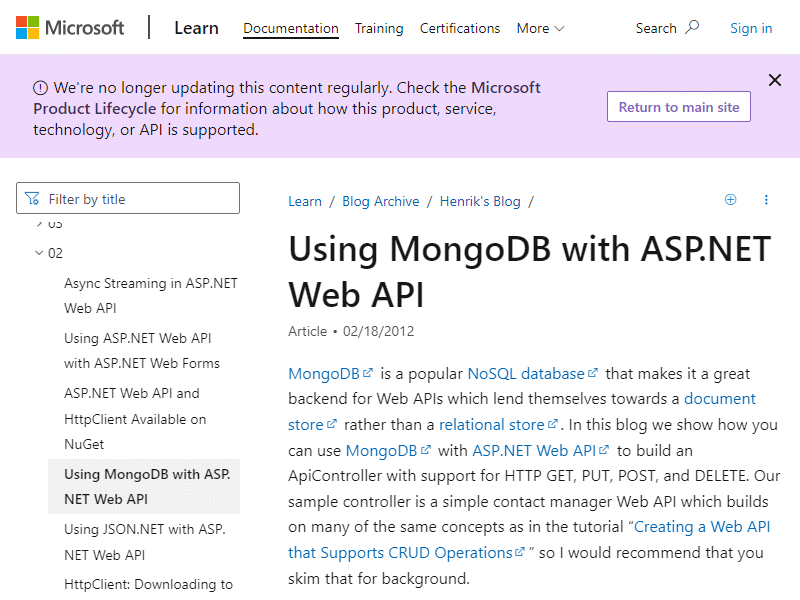 Microsoft Learn Documentation Training Certifications More Search Sign in
We're no longer updating this content regularly. Check the Microsoft
Product Lifecycle for information about how this product, service,
technology, or API is supported.
Return to main site
Filter by title
03
02
Async Streaming in ASP.NET
Web API
Using ASP.NET Web API
with ASP.NET Web Forms
ASP.NET Web API and
HttpClient Available on
NuGet
Using MongoDB with ASP.
NET Web API
Using JSON.NET with ASP.
NET Web API
HttpClient: Downloading to
Learn / Blog Archive / Henrik's Blog /
Using MongoDB with ASP.NET
Web API
Article • 02/18/2012
MongoDB is a popular NoSQL database that makes it a great
backend for Web APIs which lend themselves towards a document
store rather than a relational store. In this blog we show how you
can use MongoDB with ASP.NET Web API to build an
ApiController with support for HTTP GET, PUT, POST, and DELETE. Our
sample controller is a simple contact manager Web API which builds
on many of the same concepts as in the tutorial “Creating a Web API
that Supports CRUD Operations” so I would recommend that you
skim that for background.